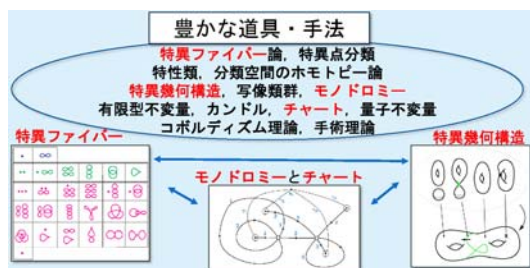 豊かな道具・手法
特異ファイバー論, 特異点分類
特性類, 分類空間のホモトピー論
特異幾何構造, 写像類群, モノドロミー
有限型不変量, カンドル, チャート, 量子不変量
コボルディズム理論, 手術理論
特異ファイバー
特異幾何構造
モノドロミーとチャート